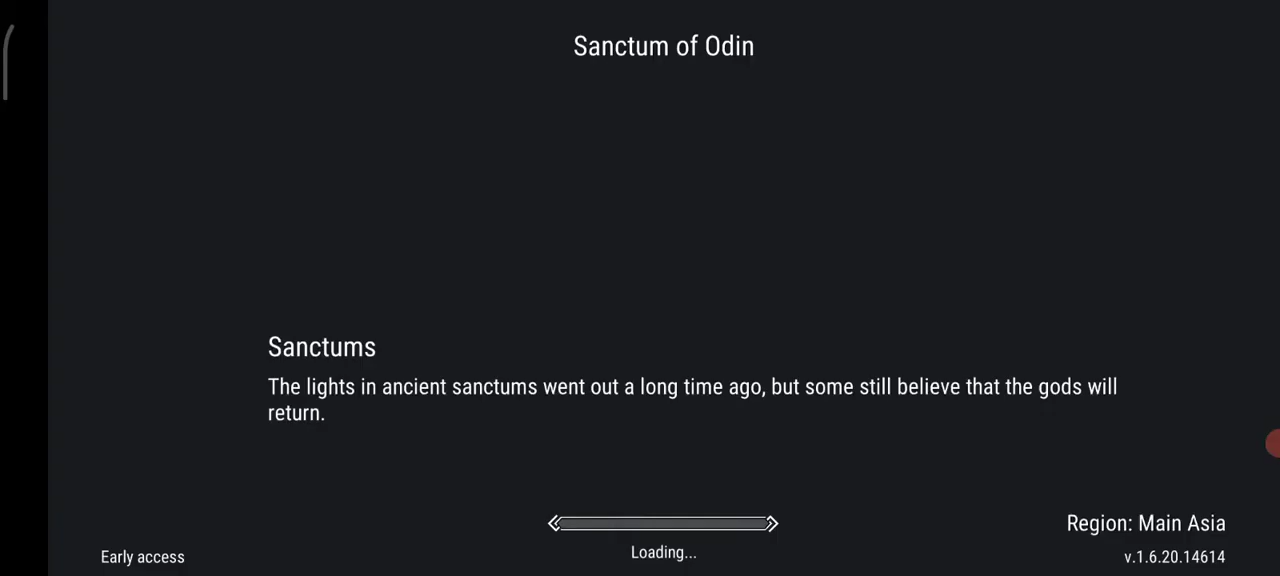 Sanctum of Odin
Sanctums
The lights in ancient sanctums went out a long time ago, but some still believe that the gods will
return.
Region: Main Asia
Loading...
Early access
v.1.6.20.14614